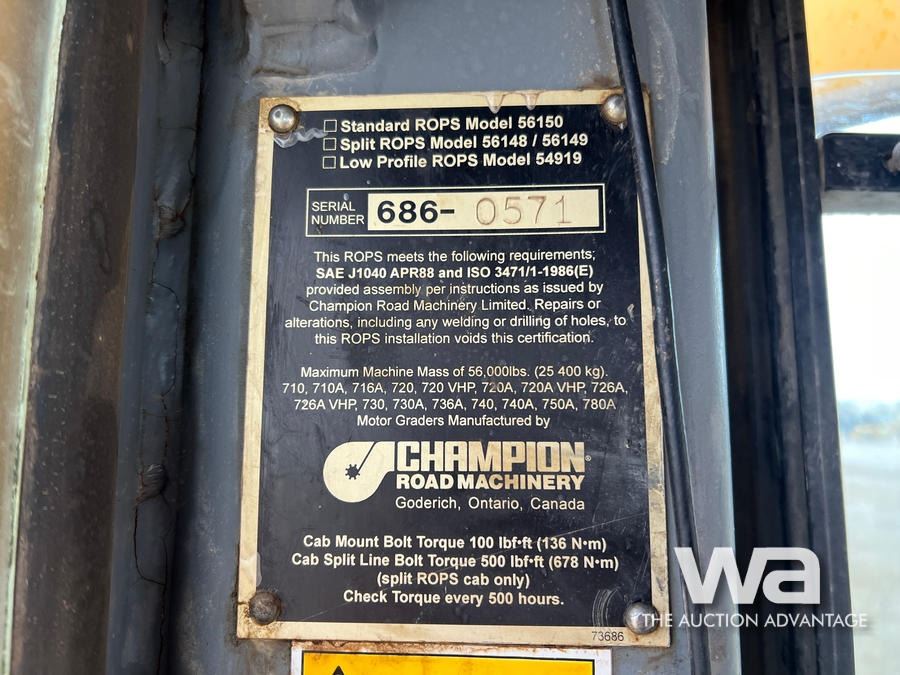 ☐ Standard ROPS Model 56150
☐ Split ROPS Model 56148 / 56149
☐ Low Profile ROPS Model 54919
SERIAL NUMBER 686- 0571
This ROPS meets the following requirements;
SAE J1040 APR88 and ISO 3471/1-1986(E)
provided assembly per instructions as issued by
Champion Road Machinery Limited. Repairs or
alterations, including any welding or drilling of holes, to
this ROPS installation voids this certification.
Maximum Machine Mass of 56,000lbs. (25 400 kg).
710, 710A, 716A, 720, 720 VHP, 720A, 720A VHP, 726A,
726A VHP, 730, 730A, 736A, 740, 740A, 750A, 780A
Motor Graders Manufactured by
CHAMPION®
ROAD MACHINERY
Goderich, Ontario, Canada
Cab Mount Bolt Torque 100 lbf•ft (136 N•m)
Cab Split Line Bolt Torque 500 lbf•ft (678 N•m)
(split ROPS cab only)
Check Torque every 500 hours.
73686
wa
THE AUCTION ADVANTAGE